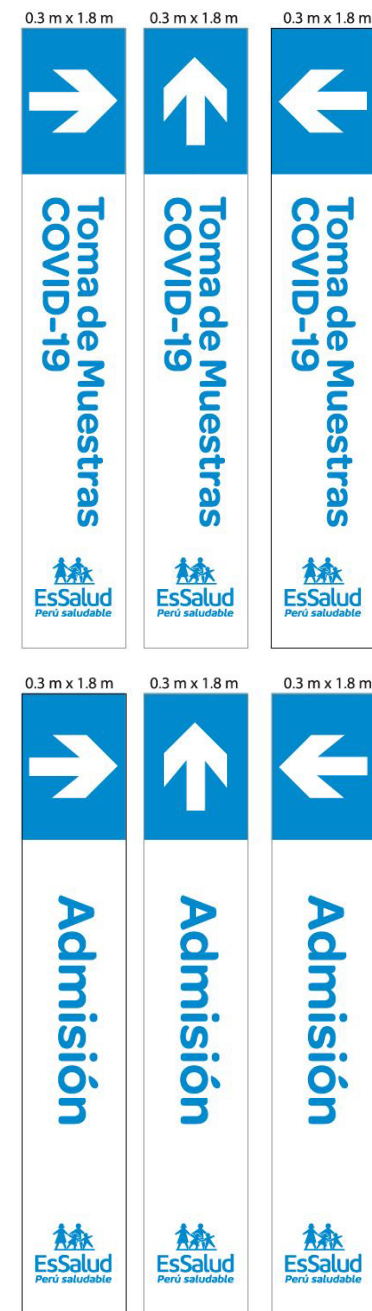 0.3 m x 1.8 m
0.3 m x 1.8 m
0.3 m x 1.8 m
Toma de Muestras
COVID-19
EsSalud
Perú saludable
Toma de Muestras
COVID-19
EsSalud
Perú saludable
Toma de Muestras
COVID-19
EsSalud
Perú saludable
0.3 m x 1.8 m
0.3 m x 1.8 m
0.3 m x 1.8 m
Admisión
EsSalud
Perú saludable
Admisión
EsSalud
Perú saludable
Admisión
EsSalud
Perú saludable